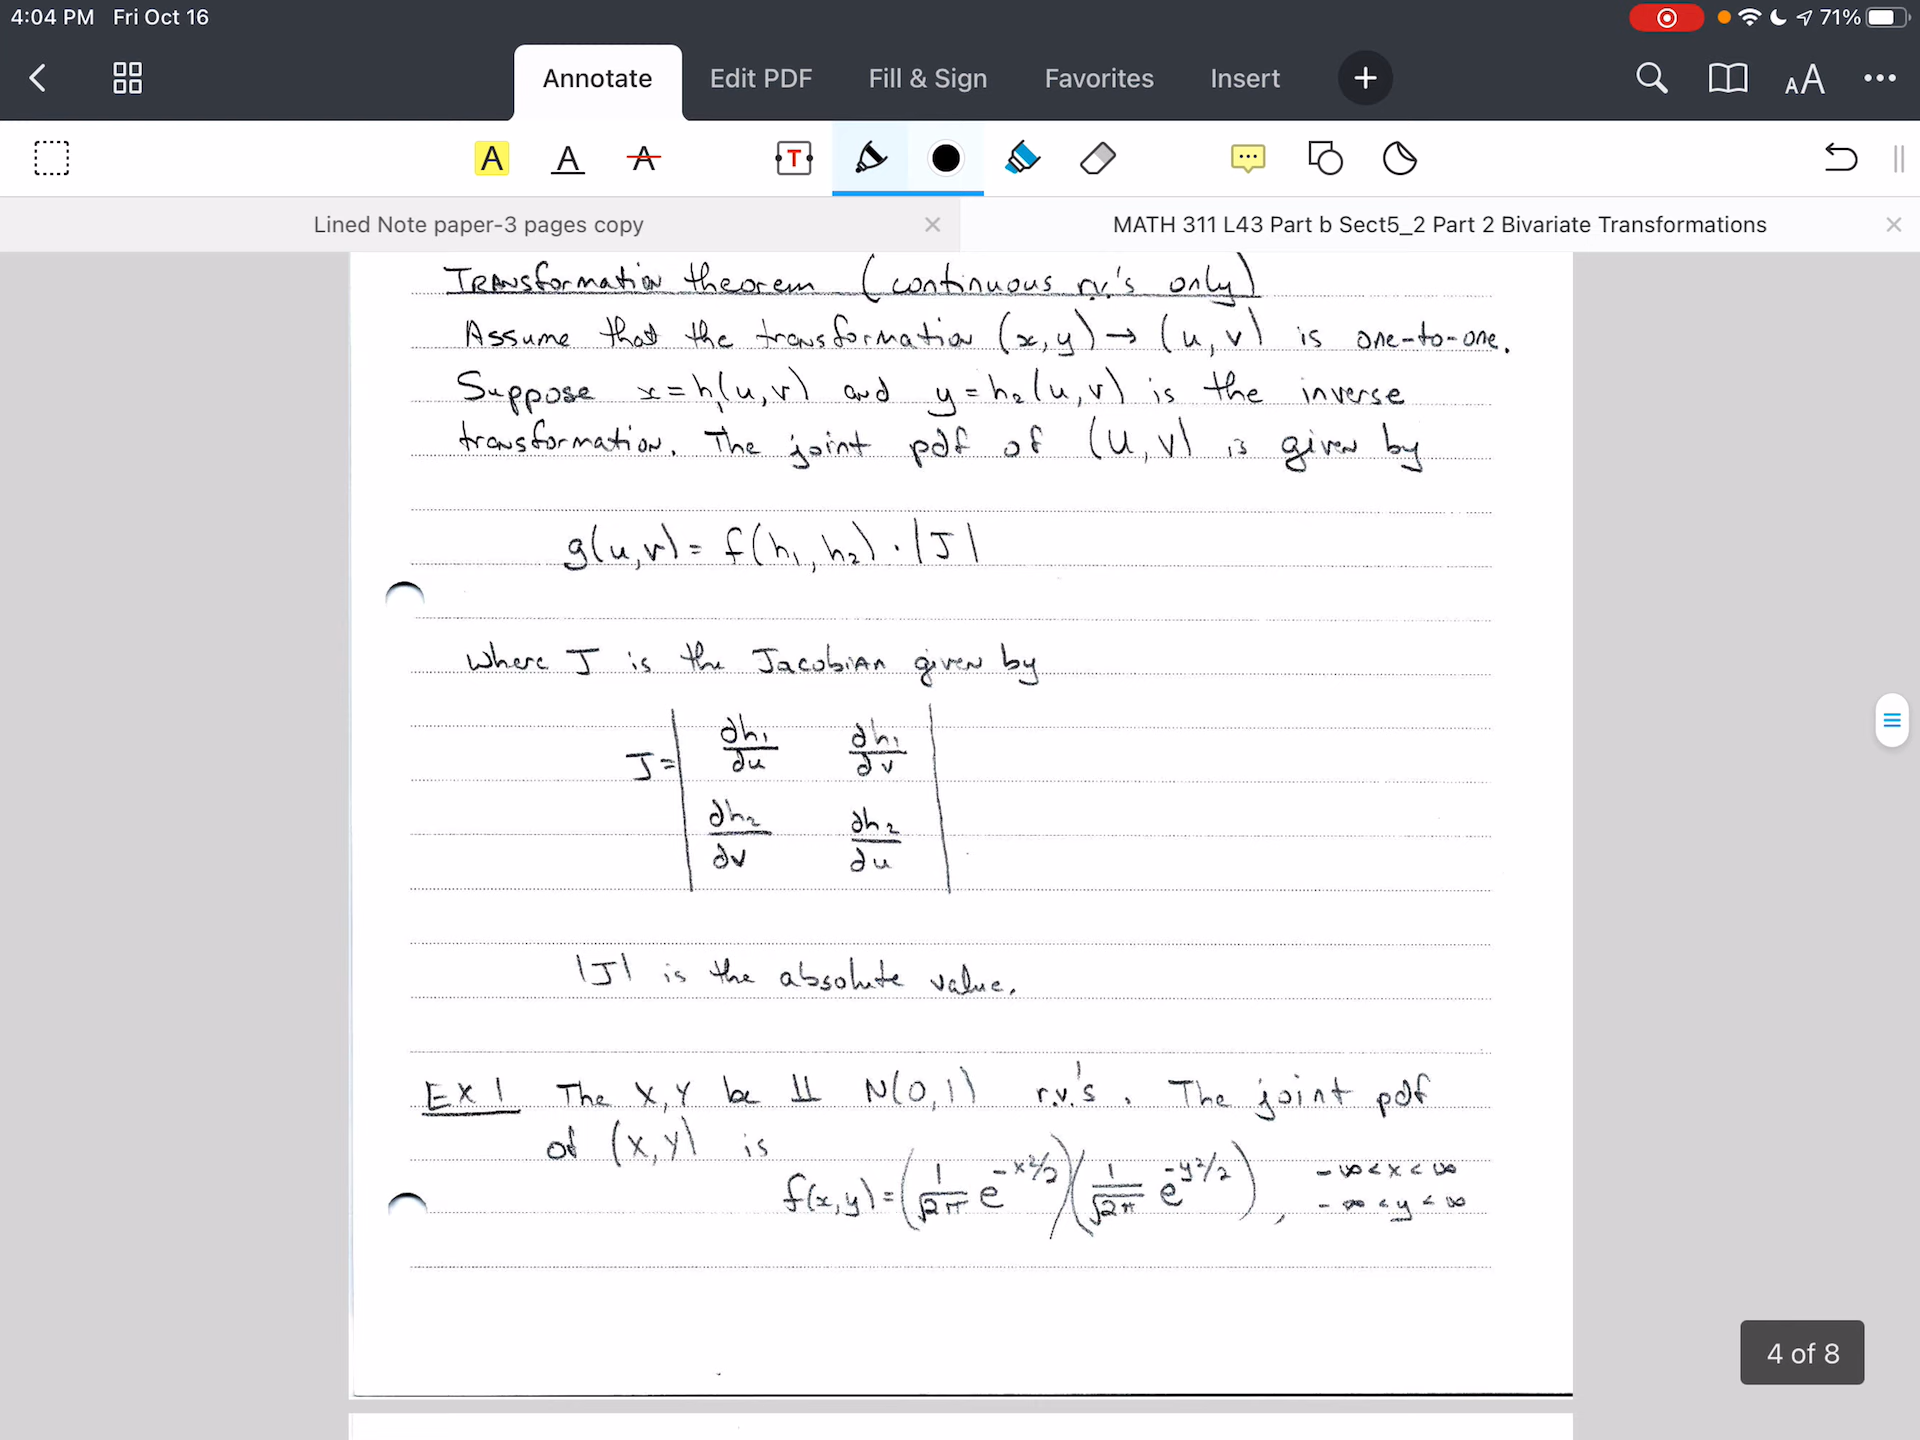 4:04 PM Fri Oct 16
71%
Annotate Edit PDF Fill & Sign Favorites Insert
AA
A A A T
Lined Note paper-3 pages copy
MATH 311 L43 Part b Sect5_2 Part 2 Bivariate Transformations
Transformation theorem (continuous r.v.'s only)
Assume that the transformation (x,y) → (u,v) is one-to-one.
Suppose x=h₁(u,v) and y=h₂(u,v) is the inverse
transformation. The joint pdf of (U,V) is given by
g(u,v) = f(h₁,h₂)·|J|
where J is the Jacobian given by
J = | ∂h₁/∂u ∂h₁/∂v |
| ∂h₂/∂v ∂h₂/∂u |
|J| is the absolute value.
Ex 1 The X,Y be ⫫ N(0,1) r.v.'s. The joint pdf
of (X,Y) is
f(x,y) = (1/√2π e^(-x²/2)) (1/√2π e^(-y²/2)), -∞<x<∞
-∞<y<∞
4 of 8